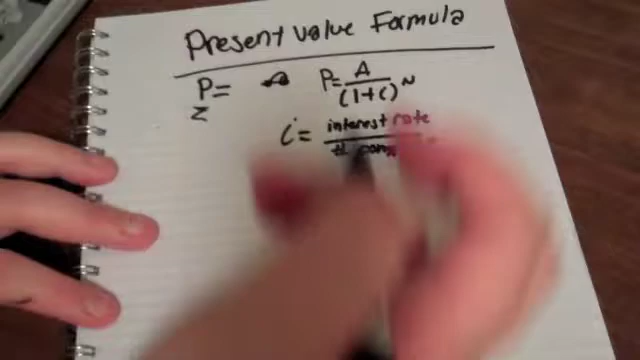 Present Value Formula
P= P= A
(1+i)^N
i= interest rate
#